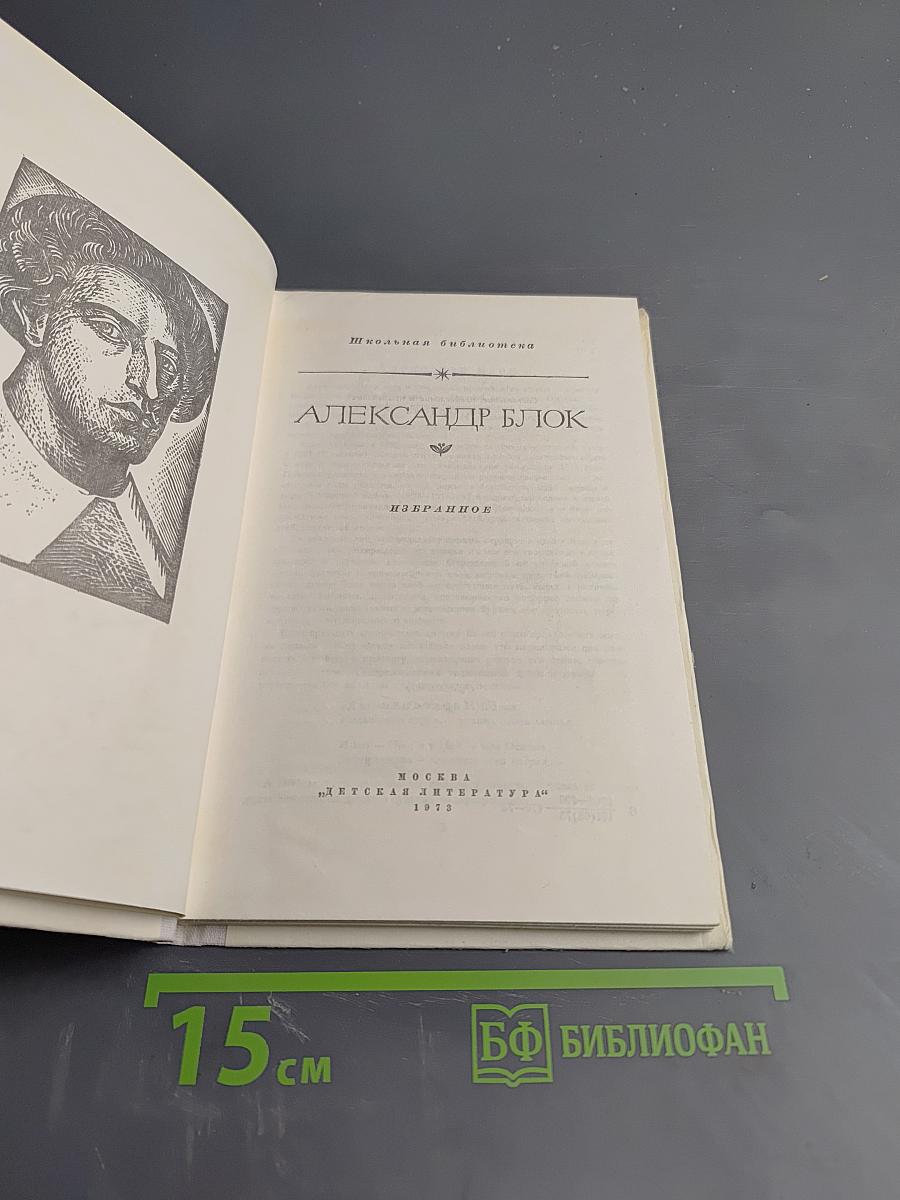 Школьная библиотека
АЛЕКСАНДР БЛОК
ИЗБРАННОЕ
МОСКВА
„ДЕТСКАЯ ЛИТЕРАТУРА“
1973
15 см
БФ БИБЛИОФАН